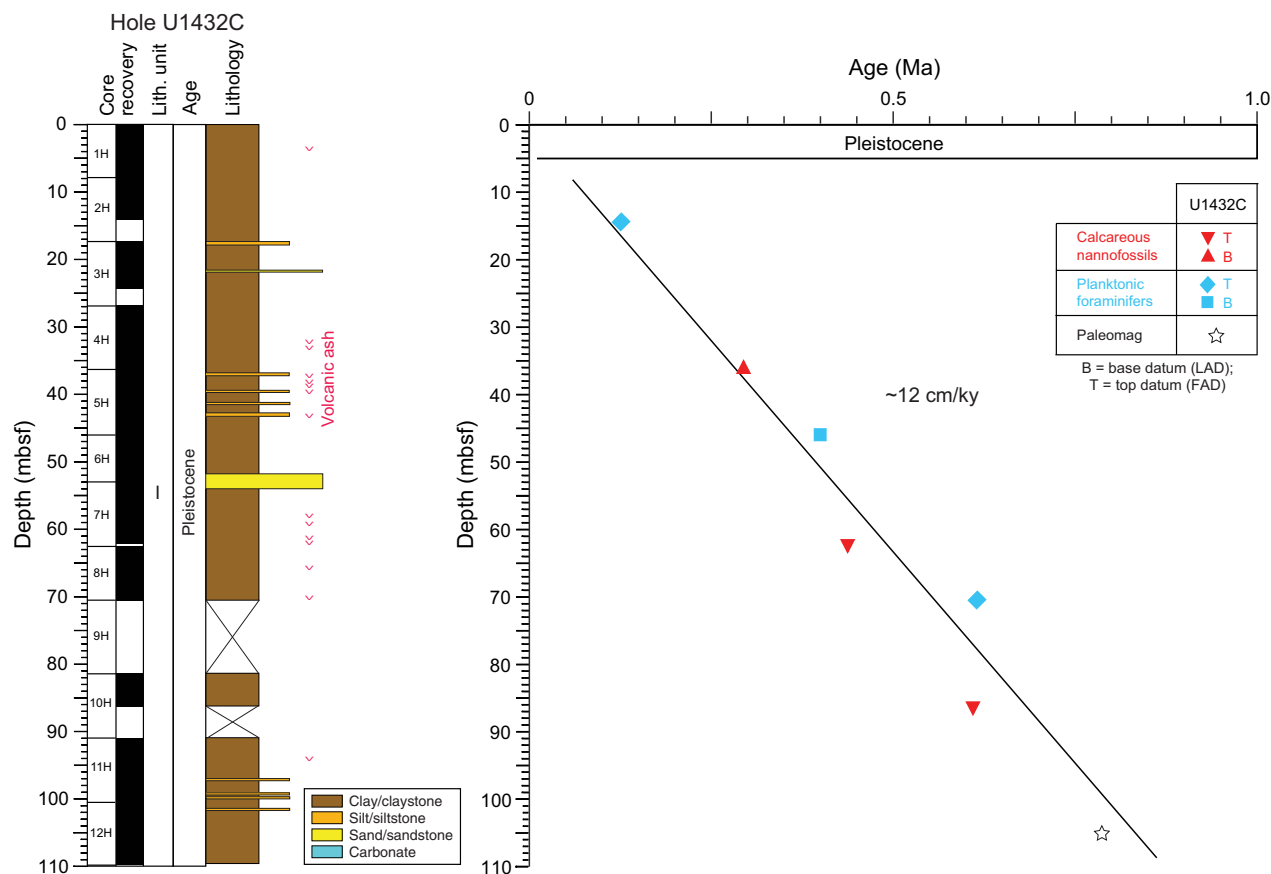 Hole U1432C
Core
recovery
Lith. unit
Age
Lithology
Depth (mbsf)
0
10
20
30
40
50
60
70
80
90
100
110
1H
2H
3H
4H
5H
6H
7H
8H
9H
10H
11H
12H
I
Pleistocene
Volcanic ash
Clay/claystone
Silt/siltstone
Sand/sandstone
Carbonate
Age (Ma)
0
0.5
1.0
Depth (mbsf)
0
10
20
30
40
50
60
70
80
90
100
110
Pleistocene
~12 cm/ky
U1432C
Calcareous
nannofossils
T
B
Planktonic
foraminifers
T
B
Paleomag
B = base datum (LAD);
T = top datum (FAD)